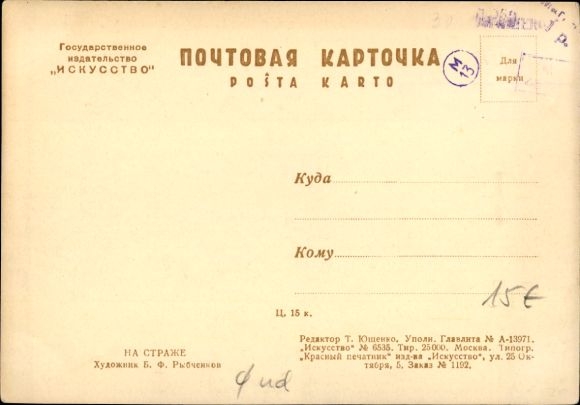 Государственное
издательство
„ИСКУССТВО"
ПОЧТОВАЯ КАРТОЧКА
POŜTA KARTO
М
13
Для
марки
р.
Куда
Кому
15€
Ц. 15 к.
Редактор Т. Ющенко. Уполн. Главлита № А-13971.
„Искусство" № 6535. Тир. 25000. Москва. Типогр.
„Красный печатник" изд-ва „Искусство", ул. 25 Ок-
тября, 5. Заказ № 1192.
НА СТРАЖЕ
Художник Б. Ф. Рыбченков